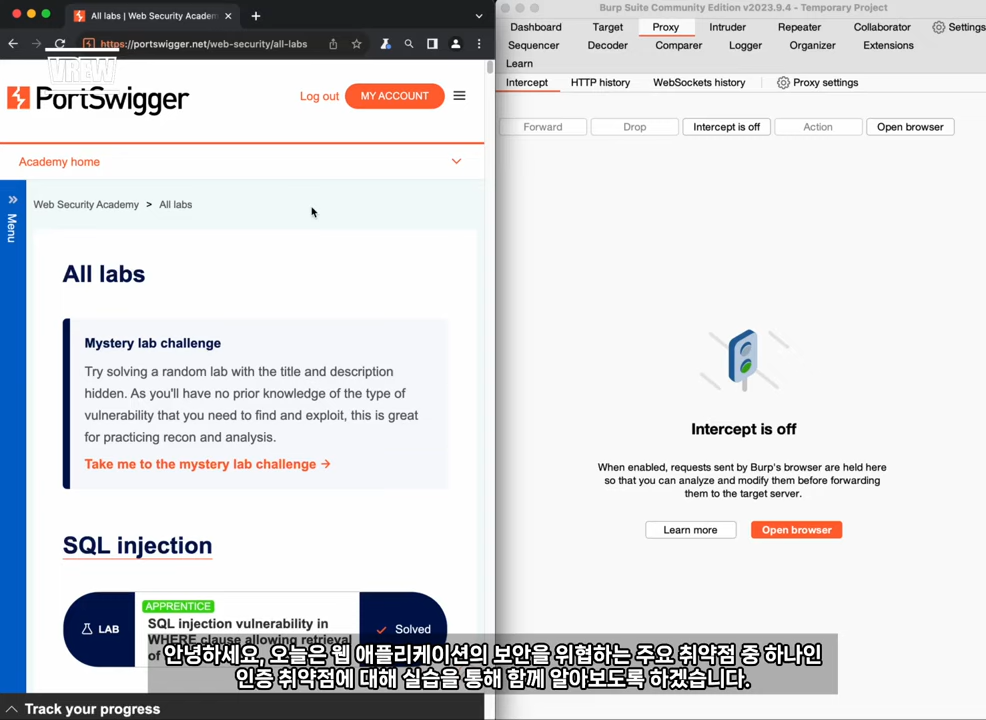 All labs | Web Security Academ
https://portswigger.net/web-security/all-labs
VREW
PortSwigger
Log out
MY ACCOUNT
Academy home
Menu
Web Security Academy > All labs
All labs
Mystery lab challenge
Try solving a random lab with the title and description
hidden. As you'll have no prior knowledge of the type of
vulnerability that you need to find and exploit, this is great
for practicing recon and analysis.
Take me to the mystery lab challenge →
SQL injection
LAB
APPRENTICE
SQL injection vulnerability in
WHERE clause allowing retrieval
of
Solved
Track your progress
Burp Suite Community Edition v2023.9.4 - Temporary Project
Dashboard Target Proxy Intruder Repeater Collaborator Settings
Sequencer Decoder Comparer Logger Organizer Extensions
Learn
Intercept HTTP history WebSockets history Proxy settings
Forward Drop Intercept is off Action Open browser
Intercept is off
When enabled, requests sent by Burp's browser are held here
so that you can analyze and modify them before forwarding
them to the target server.
Learn more Open browser
안녕하세요, 오늘은 웹 애플리케이션의 보안을 위협하는 주요 취약점 중 하나인
인증 취약점에 대해 실습을 통해 함께 알아보도록 하겠습니다.